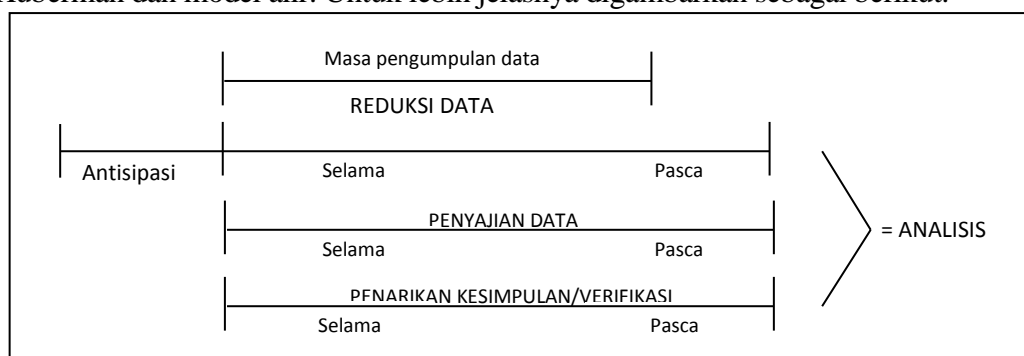 Huberman dan model alir. Untuk lebih jelasnya digambarkan sebagai berikut:
Masa pengumpulan data
REDUKSI DATA
Antisipasi Selama Pasca
PENYAJIAN DATA
= ANALISIS
Selama Pasca
PENARIKAN KESIMPULAN/VERIFIKASI
Selama Pasca